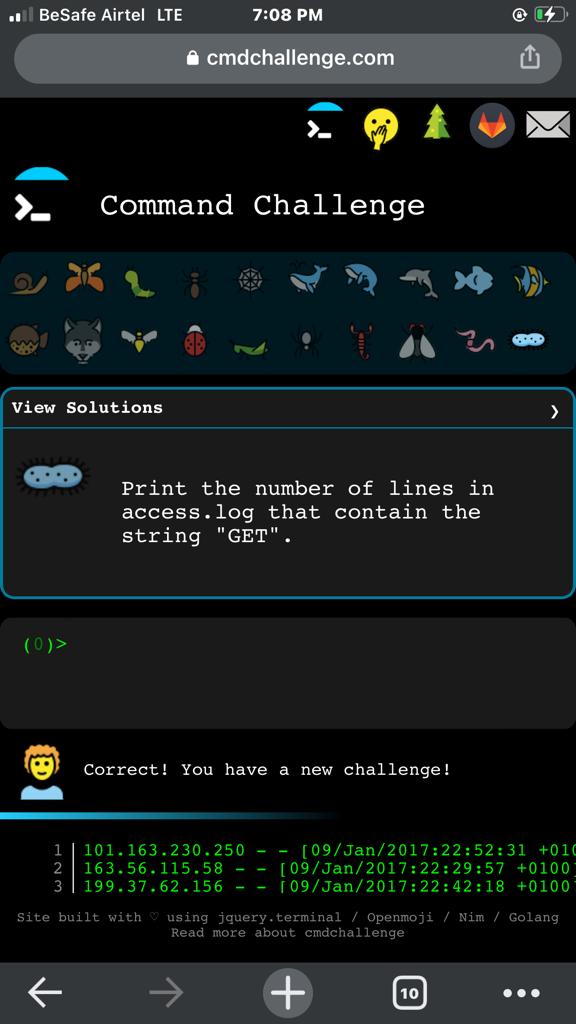 BeSafe Airtel LTE 7:08 PM
cmdchallenge.com
Command Challenge
View Solutions ❯
Print the number of lines in
access.log that contain the
string "GET".
(0)>
Correct! You have a new challenge!
1 101.163.230.250 - - [09/Jan/2017:22:52:31 +010
2 163.56.115.58 - - [09/Jan/2017:22:29:57 +0100
3 199.37.62.156 - - [09/Jan/2017:22:42:18 +0100
Site built with ♡ using jquery.terminal / Openmoji / Nim / Golang
Read more about cmdchallenge
10